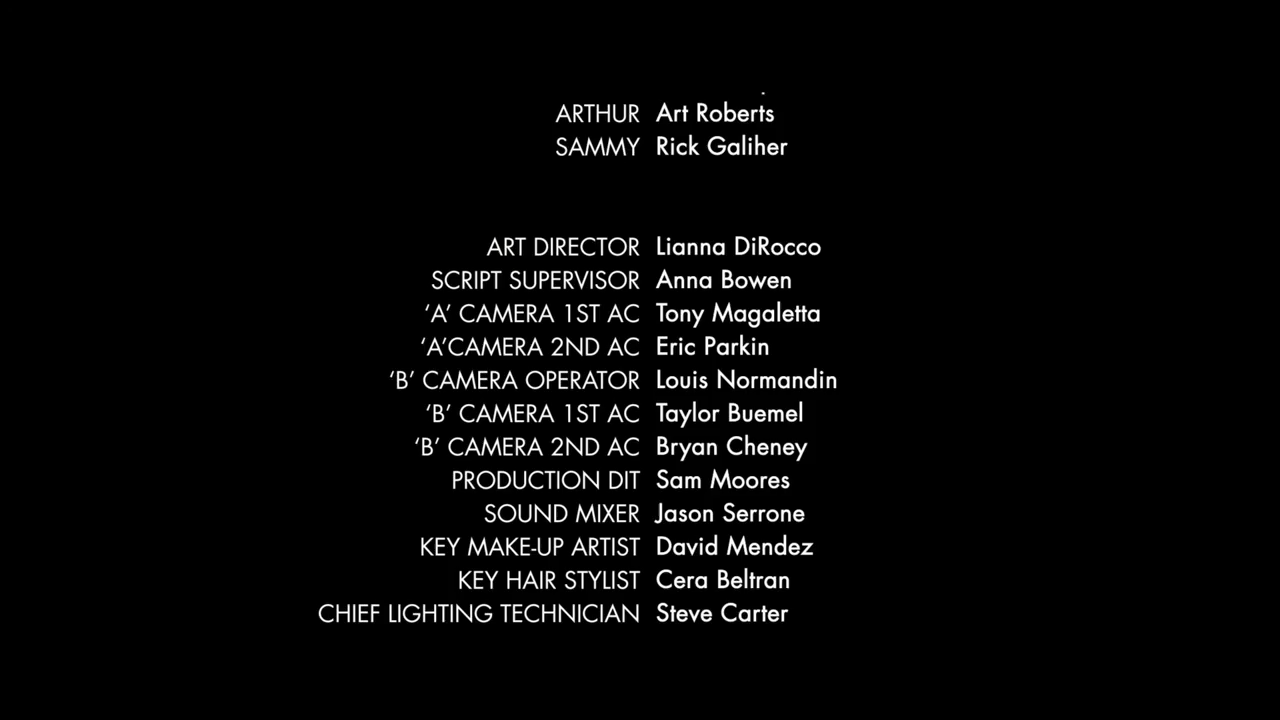 ARTHUR Art Roberts
SAMMY Rick Galiher
ART DIRECTOR Lianna DiRocco
SCRIPT SUPERVISOR Anna Bowen
‘A’ CAMERA 1ST AC Tony Magaletta
‘A’CAMERA 2ND AC Eric Parkin
‘B’ CAMERA OPERATOR Louis Normandin
‘B’ CAMERA 1ST AC Taylor Buemel
‘B’ CAMERA 2ND AC Bryan Cheney
PRODUCTION DIT Sam Moores
SOUND MIXER Jason Serrone
KEY MAKE-UP ARTIST David Mendez
KEY HAIR STYLIST Cera Beltran
CHIEF LIGHTING TECHNICIAN Steve Carter